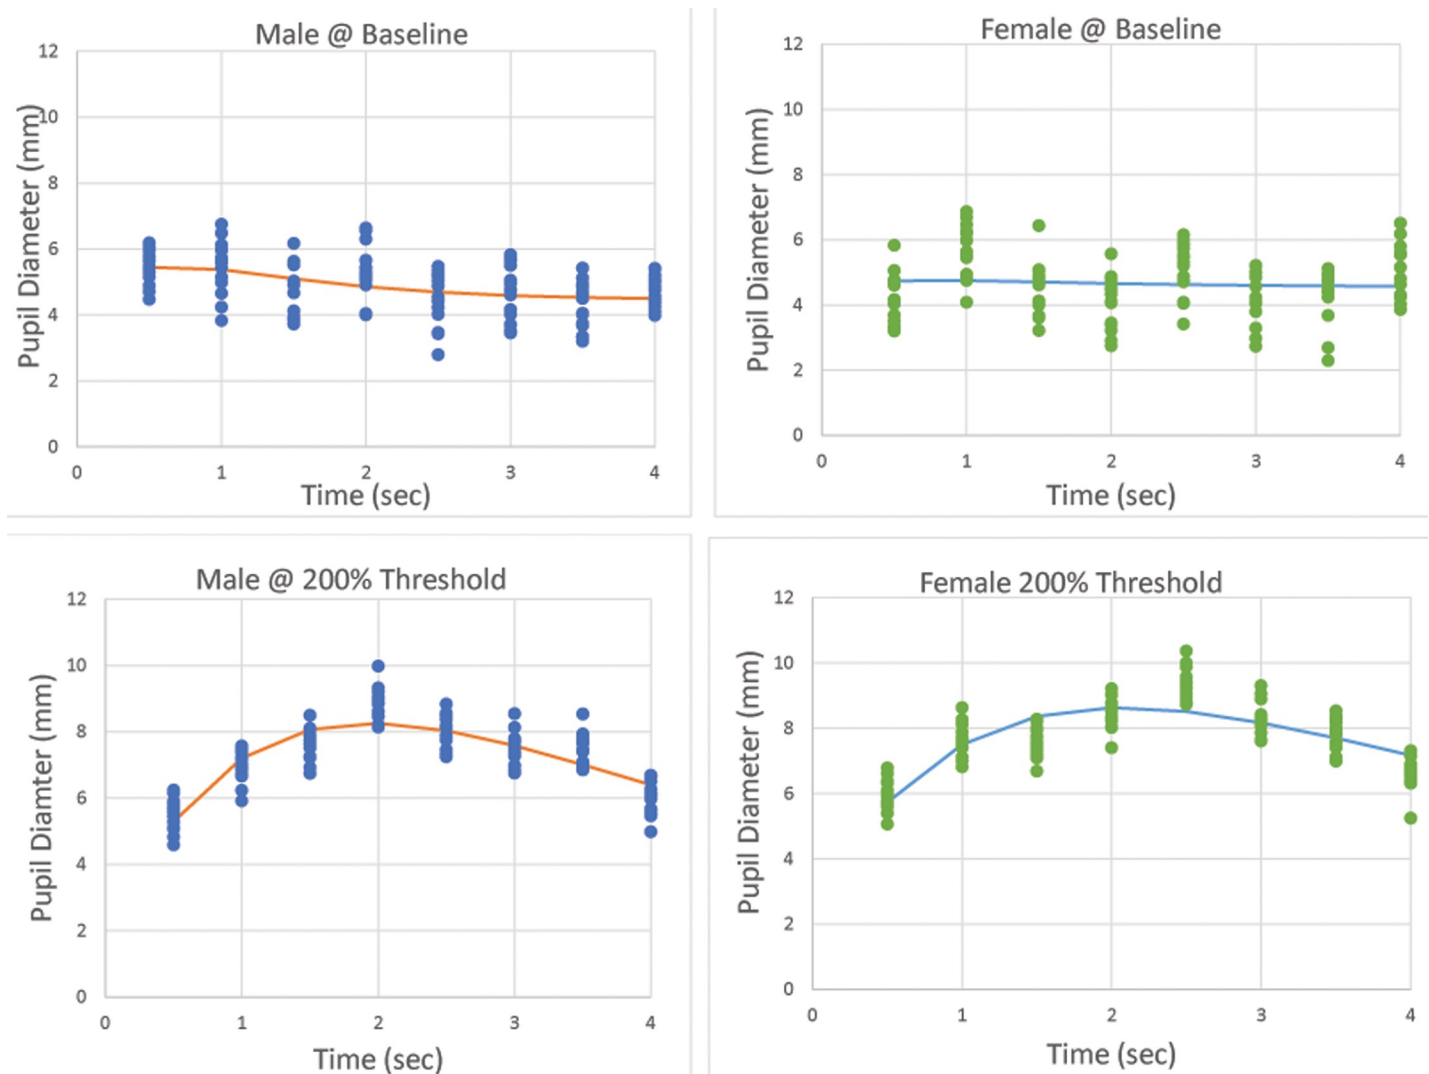 Male @ Baseline
12
10
8
6
4
2
0
0 1 2 3 4
Pupil Diameter (mm)
Time (sec)
Female @ Baseline
12
10
8
6
4
2
0
0 1 2 3 4
Pupil Diameter (mm)
Time (sec)
Male @ 200% Threshold
12
10
8
6
4
2
0
0 1 2 3 4
Pupil Diamter (mm)
Time (sec)
Female 200% Threshold
12
10
8
6
4
2
0
0 1 2 3 4
Pupil Diameter (mm)
Time (sec)